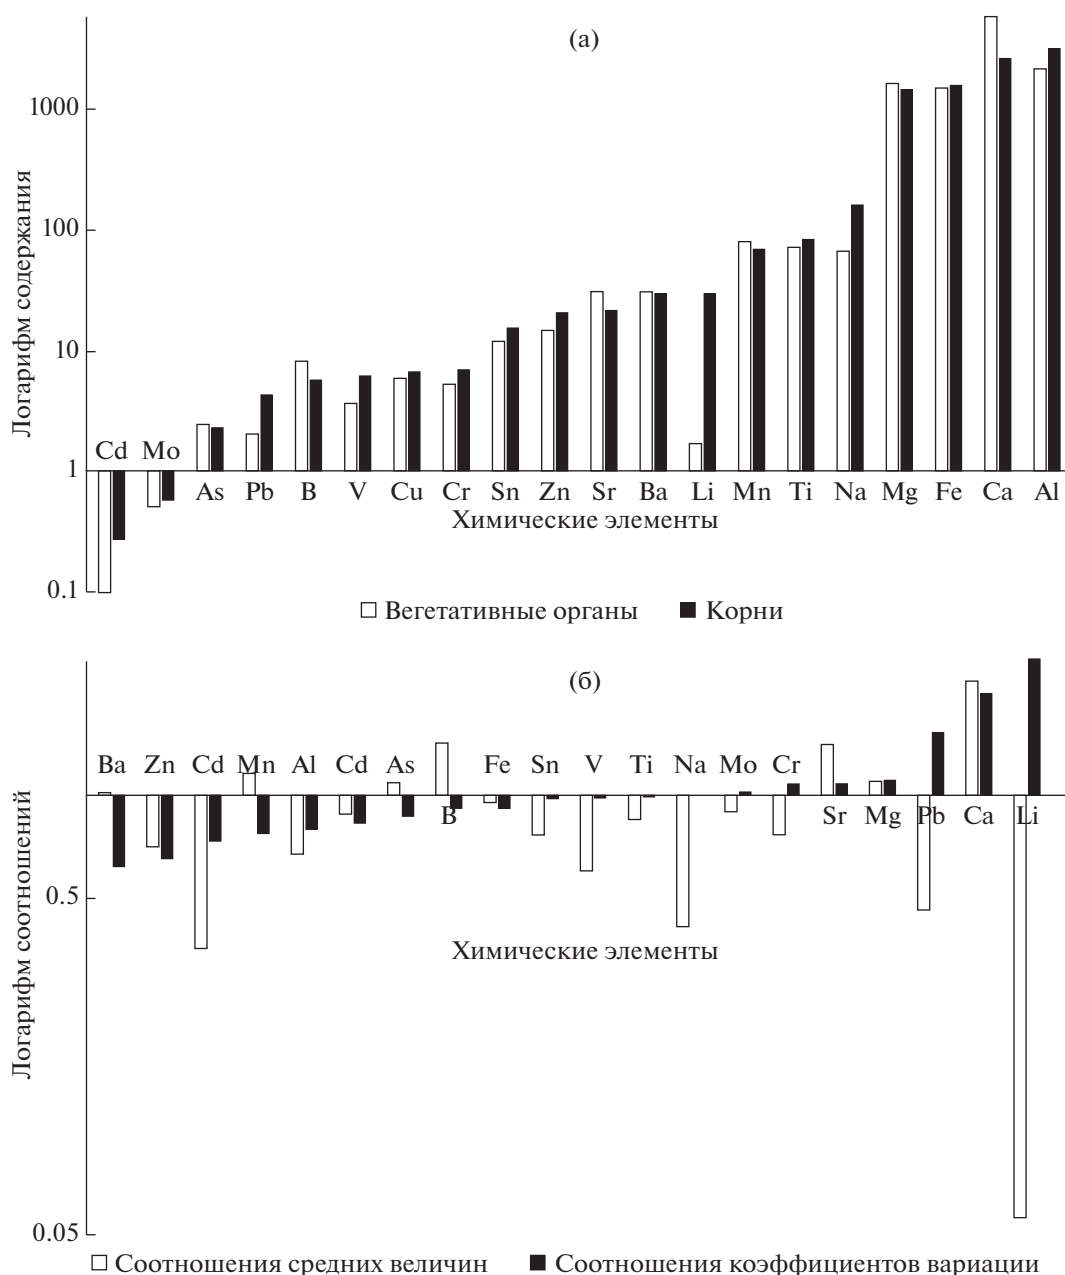 (а)
Логарифм содержания
1000
100
10
1
0.1
Cd Mo
As Pb B V Cu Cr Sn Zn Sr Ba Li Mn Ti Na Mg Fe Ca Al
Химические элементы
Вегетативные органы Корни
(б)
Логарифм соотношений
Ba Zn Cd Mn Al Cd As Fe Sn V Ti Na Mo Cr
B Sr Mg Pb Ca Li
0.5
Химические элементы
0.05
Соотношения средних величин Соотношения коэффициентов вариации